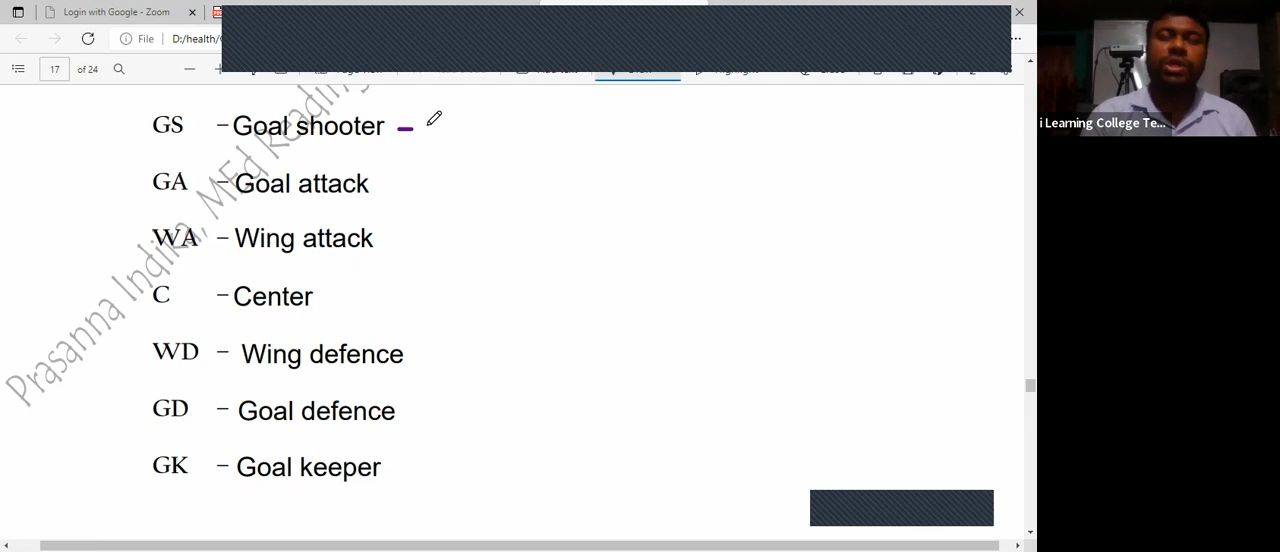 Login with Google - Zoom
File
D:/health/
17 of 24
GS – Goal shooter –
GA – Goal attack
WA – Wing attack
C – Center
WD – Wing defence
GD – Goal defence
GK – Goal keeper
Prasanna Indika, MEd Reading
i Learning College Te...